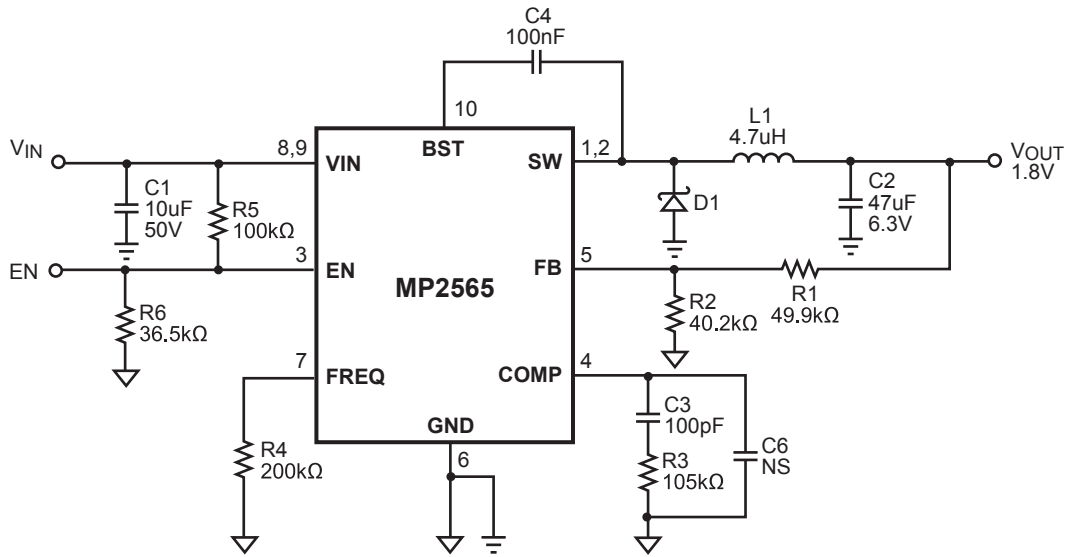 C4
100nF
10
L1
4.7uH
VIN
8,9
VIN
BST
SW
1,2
VOUT
1.8V
C1
10uF
50V
R5
100kΩ
D1
C2
47uF
6.3V
EN
3
EN
MP2565
FB
5
R6
36.5kΩ
R2
40.2kΩ
R1
49.9kΩ
7
FREQ
COMP
4
GND
C3
100pF
R4
200kΩ
6
R3
105kΩ
C6
NS